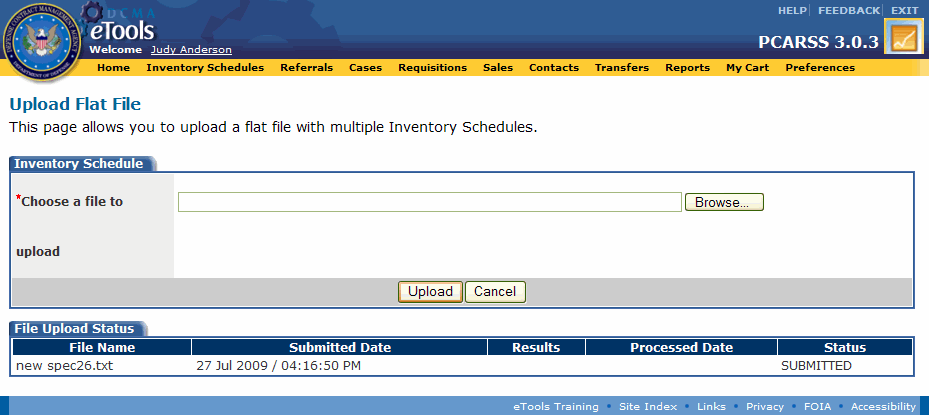 HELP | FEEDBACK | EXIT
DCMA
eTools
Welcome Judy Anderson
PCARSS 3.0.3
Home Inventory Schedules Referrals Cases Requisitions Sales Contacts Transfers Reports My Cart Preferences
Upload Flat File
This page allows you to upload a flat file with multiple Inventory Schedules.
Inventory Schedule
*Choose a file to
Browse...
upload
Upload Cancel
File Upload Status
File Name Submitted Date Results Processed Date Status
new spec26.txt 27 Jul 2009 / 04:16:50 PM SUBMITTED
eTools Training • Site Index • Links • Privacy • FOIA • Accessibility